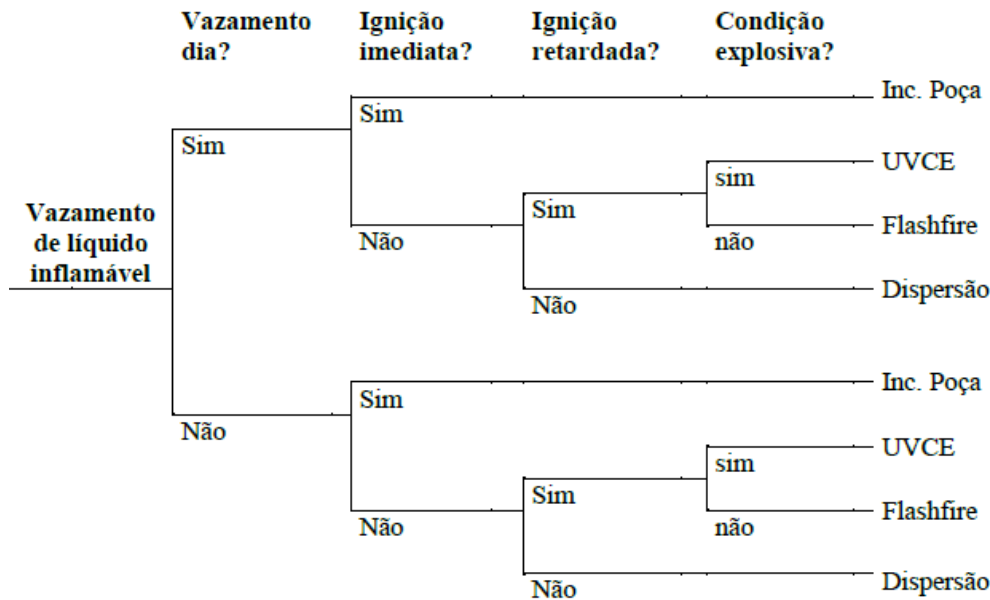 Vazamento dia?
Ignição imediata?
Ignição retardada?
Condição explosiva?
Inc. Poça
Sim
Sim
UVCE
sim
Vazamento de líquido inflamável
Sim
Flashfire
Não
não
Dispersão
Não
Inc. Poça
Sim
Não
UVCE
sim
Sim
Flashfire
Não
não
Dispersão
Não